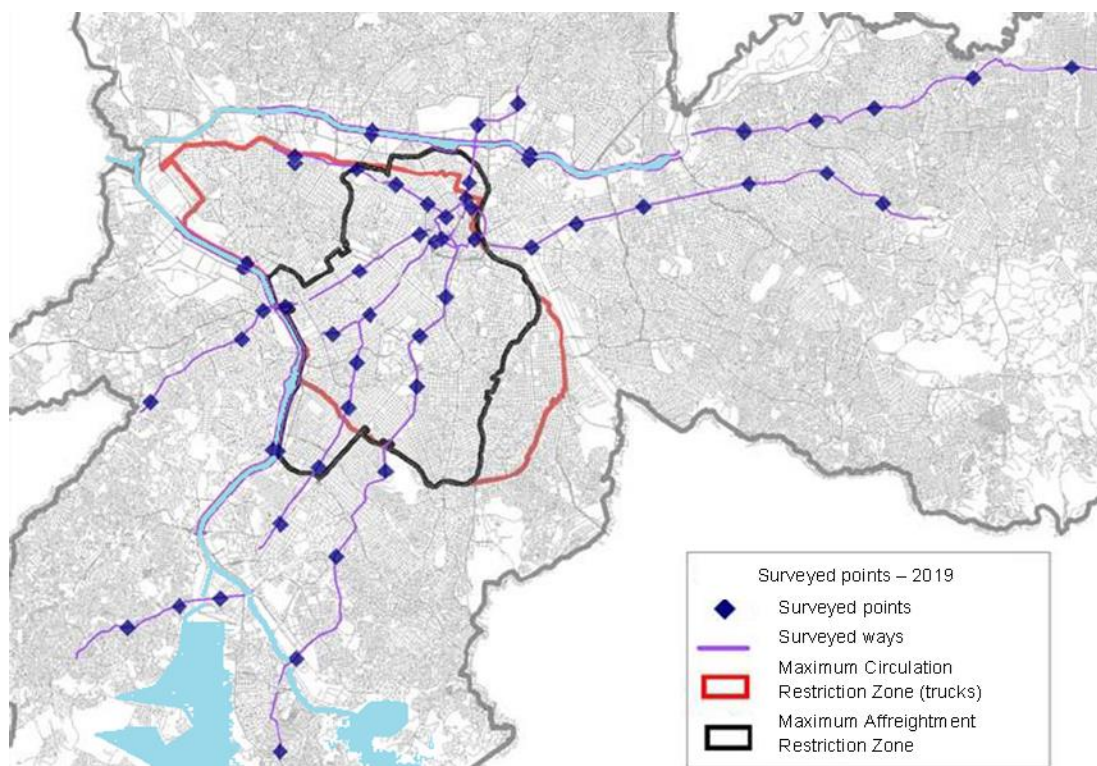 Surveyed points – 2019
Surveyed points
Surveyed ways
Maximum Circulation
Restriction Zone (trucks)
Maximum Affreightment
Restriction Zone